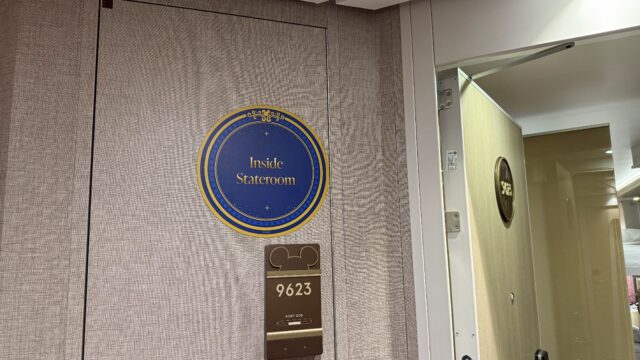 Inside
Stateroom
9623